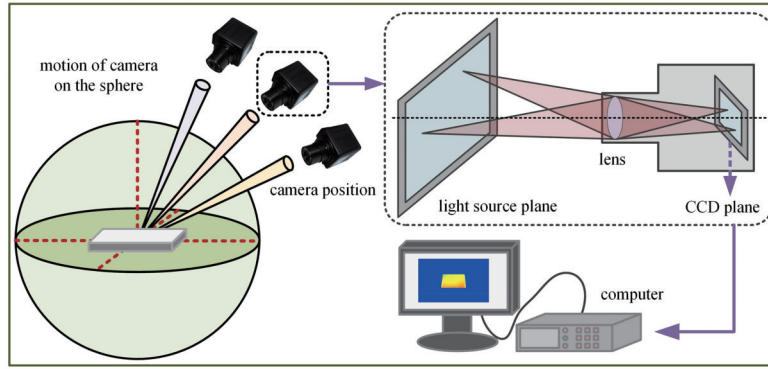 motion of camera
on the sphere
camera position
lens
light source plane
CCD plane
computer